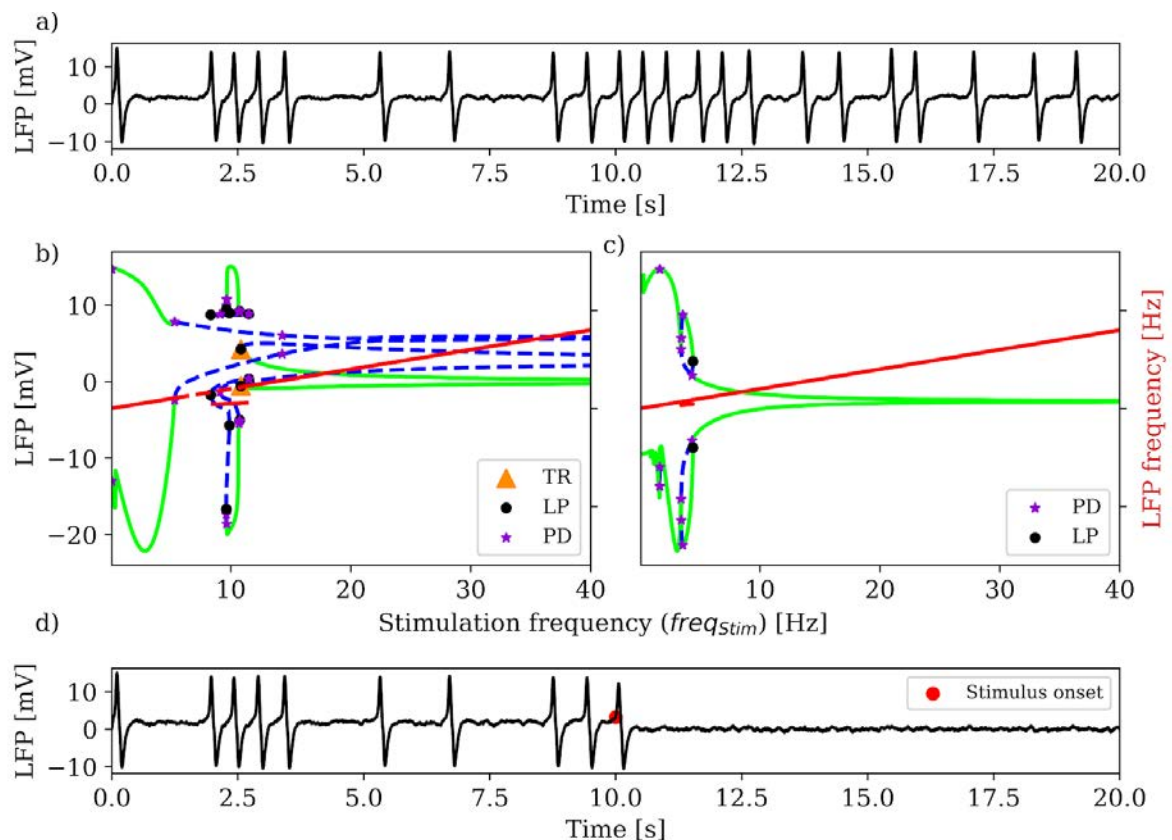 a)
LFP [mV]
10
0
−10
0.0 2.5 5.0 7.5 10.0 12.5 15.0 17.5 20.0
Time [s]
b)
c)
LFP [mV]
10
0
−10
−20
TR
LP
PD
PD
LP
LFP frequency [Hz]
10 20 30 40
10 20 30 40
Stimulation frequency (freqStim) [Hz]
d)
LFP [mV]
10
0
−10
Stimulus onset
0.0 2.5 5.0 7.5 10.0 12.5 15.0 17.5 20.0
Time [s]